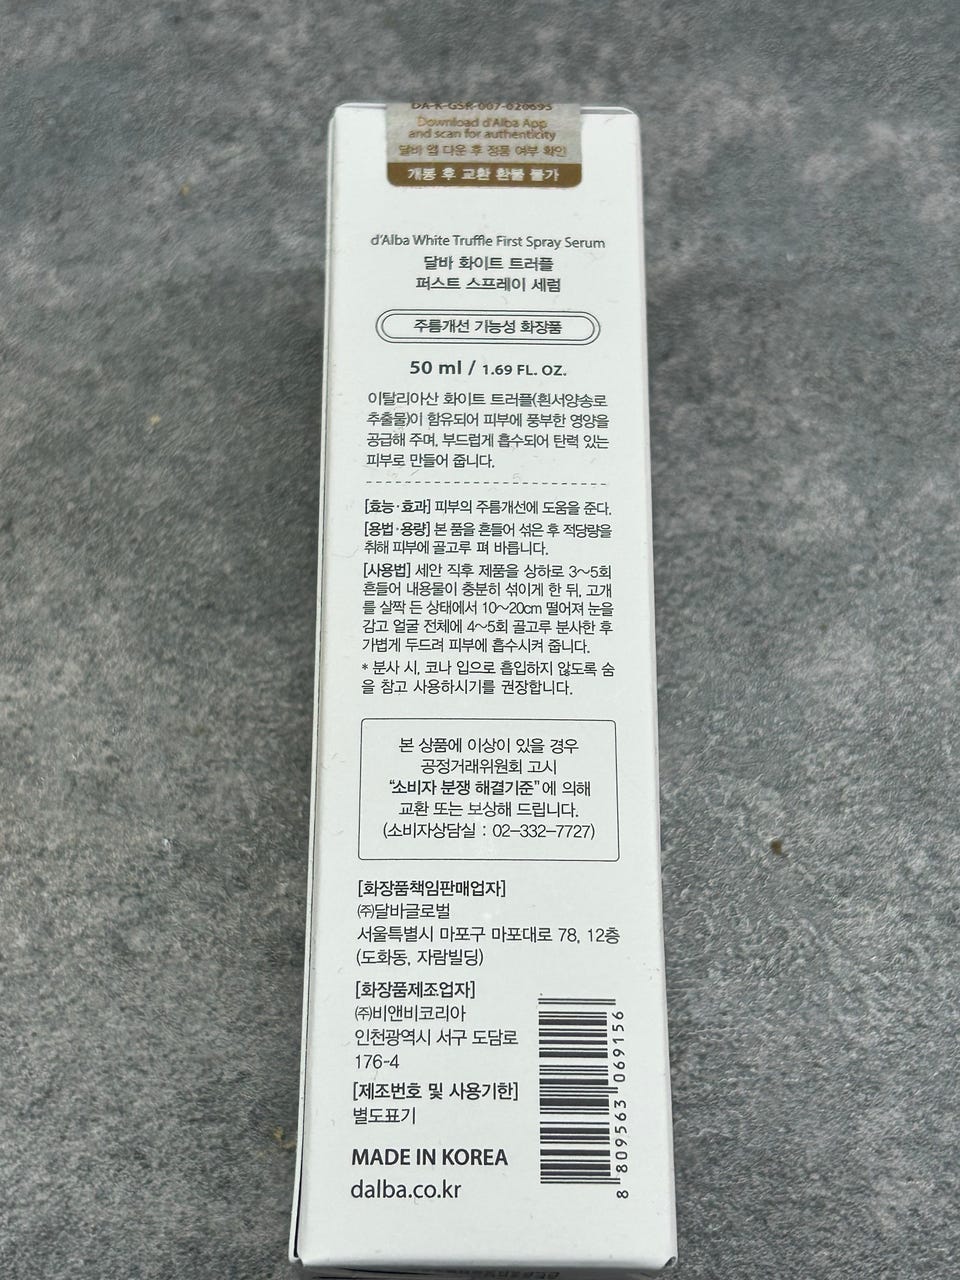 DA-K-GSR-007-020695
Download d'Alba App
and scan for authenticity
달바 앱 다운 후 정품 여부 확인
개봉 후 교환 환불 불가
d'Alba White Truffle First Spray Serum
달바 화이트 트러플
퍼스트 스프레이 세럼
주름개선 기능성 화장품
50 ml / 1.69 FL. OZ.
이탈리아산 화이트 트러플(흰서양송로
추출물)이 함유되어 피부에 풍부한 영양을
공급해 주며, 부드럽게 흡수되어 탄력 있는
피부로 만들어 줍니다.
[효능·효과] 피부의 주름개선에 도움을 준다.
[용법·용량] 본 품을 흔들어 섞은 후 적당량을
취해 피부에 골고루 펴 바릅니다.
[사용법] 세안 직후 제품을 상하로 3~5회
흔들어 내용물이 충분히 섞이게 한 뒤, 고개
를 살짝 든 상태에서 10~20cm 떨어져 눈을
감고 얼굴 전체에 4~5회 골고루 분사한 후
가볍게 두드려 피부에 흡수시켜 줍니다.
* 분사 시, 코나 입으로 흡입하지 않도록 숨
을 참고 사용하시기를 권장합니다.
본 상품에 이상이 있을 경우
공정거래위원회 고시
“소비자 분쟁 해결기준”에 의해
교환 또는 보상해 드립니다.
(소비자상담실 : 02-332-7727)
[화장품책임판매업자]
㈜달바글로벌
서울특별시 마포구 마포대로 78, 12층
(도화동, 자람빌딩)
[화장품제조업자]
㈜비앤비코리아
인천광역시 서구 도담로
176-4
[제조번호 및 사용기한]
별도표기
MADE IN KOREA
dalba.co.kr
8 809563 069156